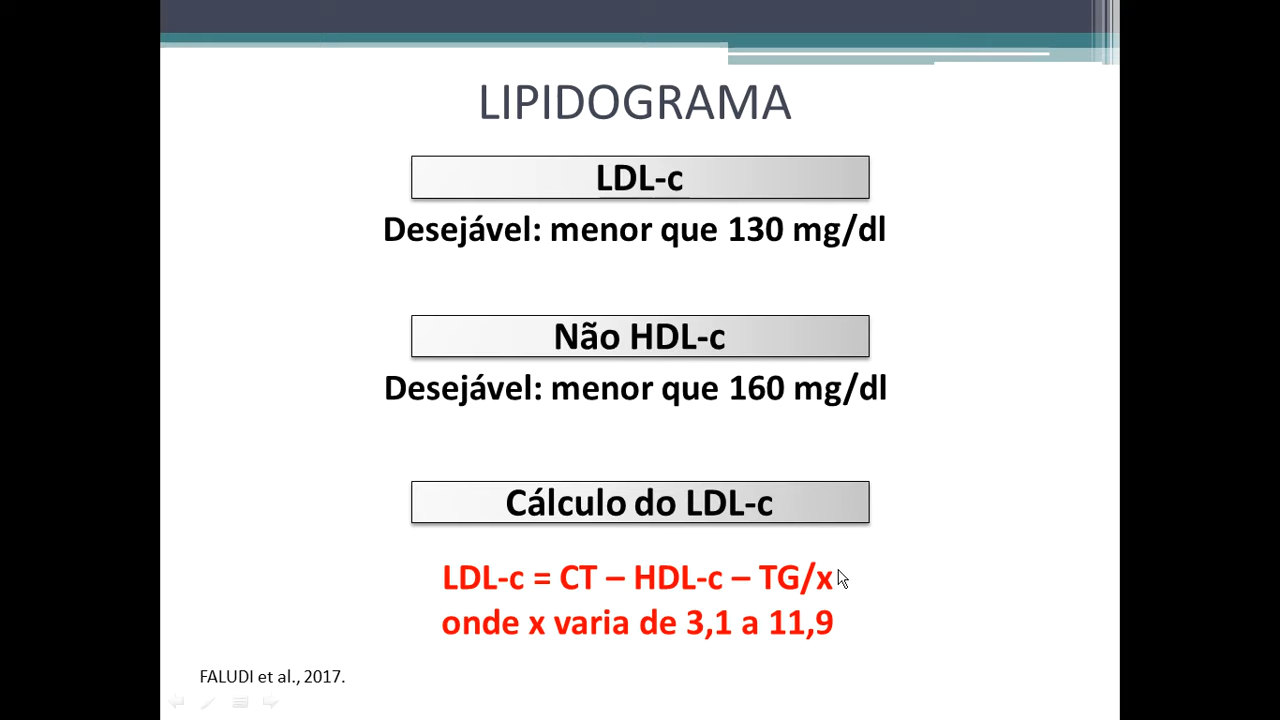 LIPIDOGRAMA
LDL-c
Desejável: menor que 130 mg/dl
Não HDL-c
Desejável: menor que 160 mg/dl
Cálculo do LDL-c
LDL-c = CT – HDL-c – TG/x
onde x varia de 3,1 a 11,9
FALUDI et al., 2017.